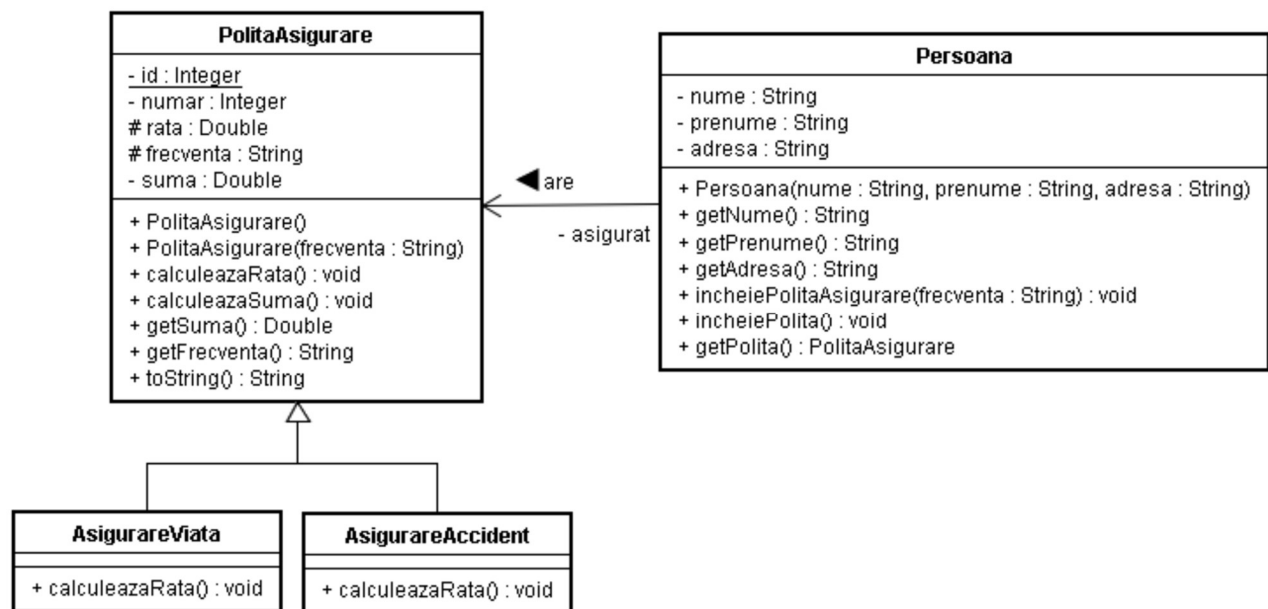 PolitaAsigurare
- id : Integer
- numar : Integer
# rata : Double
# frecventa : String
- suma : Double
+ PolitaAsigurare()
+ PolitaAsigurare(frecventa : String)
+ calculeazaRata() : void
+ calculeazaSuma() : void
+ getSuma() : Double
+ getFrecventa() : String
+ toString() : String
are
- asigurat
Persoana
- nume : String
- prenume : String
- adresa : String
+ Persoana(nume : String, prenume : String, adresa : String)
+ getNume() : String
+ getPrenume() : String
+ getAdresa() : String
+ incheiePolitaAsigurare(frecventa : String) : void
+ incheiePolita() : void
+ getPolita() : PolitaAsigurare
AsigurareViata
+ calculeazaRata() : void
AsigurareAccident
+ calculeazaRata() : void